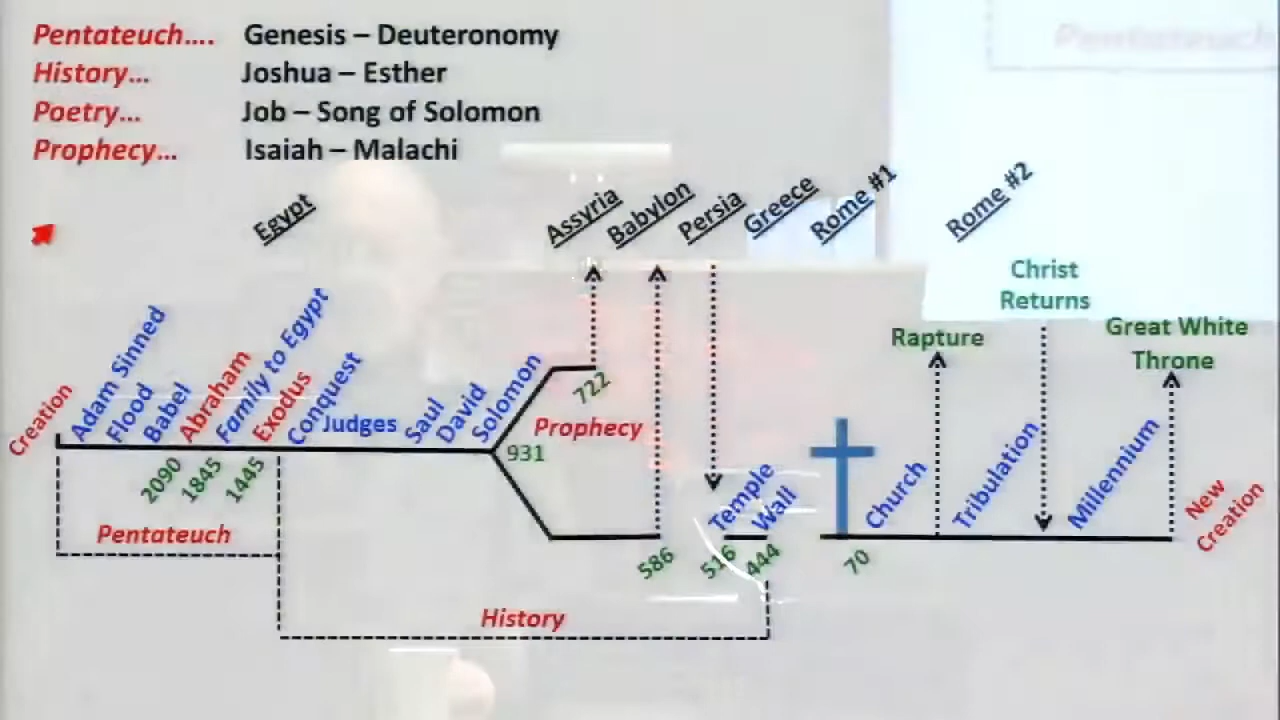 Pentateuch.... Genesis – Deuteronomy
History... Joshua – Esther
Poetry... Job – Song of Solomon
Prophecy... Isaiah – Malachi
Pentateuch
Egypt
Assyria
Babylon
Persia
Greece
Rome #1
Rome #2
Christ
Returns
Rapture
Great White
Throne
Creation
Adam Sinned
Flood
Babel
Abraham
Family to Egypt
Exodus
Conquest
Judges
Saul
David
Solomon
722
Prophecy
931
2090
1845
1445
Temple
Wall
Church
Tribulation
Millennium
New
Creation
Pentateuch
586
516
444
70
History